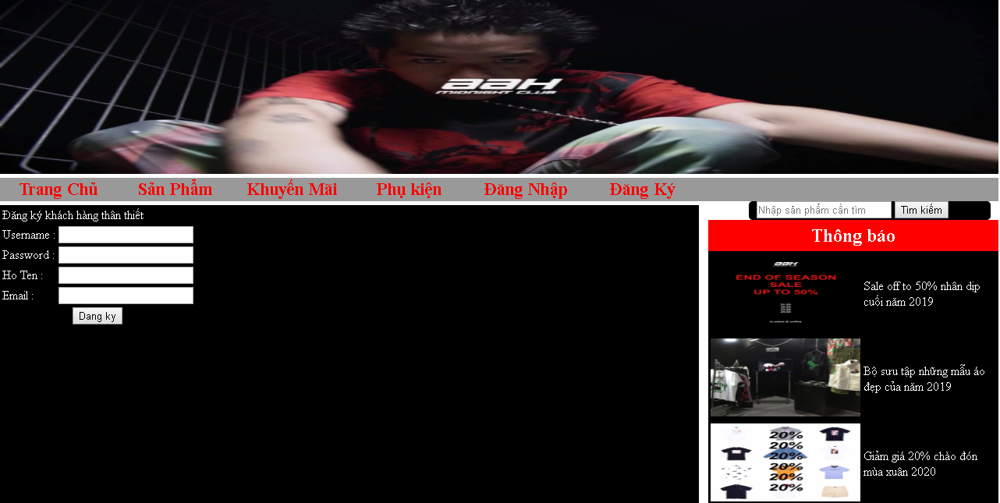 aaH
MIDNIGHT CLUB
Trang Chủ Sản Phẩm Khuyến Mãi Phụ kiện Đăng Nhập Đăng Ký
Nhập sản phẩm cần tìm Tìm kiếm
Đăng ký khách hàng thân thiết
Username :
Password :
Ho Ten :
Email :
Dang ky
Thông báo
aaH
END OF SEASON
SALE
UP TO 50%
Sale off to 50% nhân dịp
cuối năm 2019
Bộ sưu tập những mẫu áo
đẹp của năm 2019
20%
20%
20%
20%
20%
20%
Giảm giá 20% chào đón
mùa xuân 2020